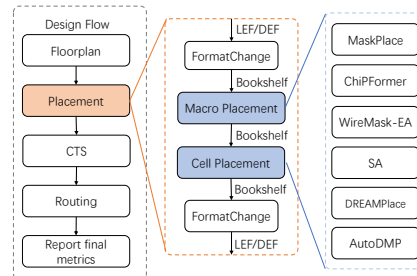 Design Flow
Floorplan
Placement
CTS
Routing
Report final
metrics
LEF/DEF
FormatChange
Bookshelf
Macro Placement
Bookshelf
Cell Placement
Bookshelf
FormatChange
LEF/DEF
MaskPlace
ChiPFormer
WireMask-EA
SA
DREAMPlace
AutoDMP